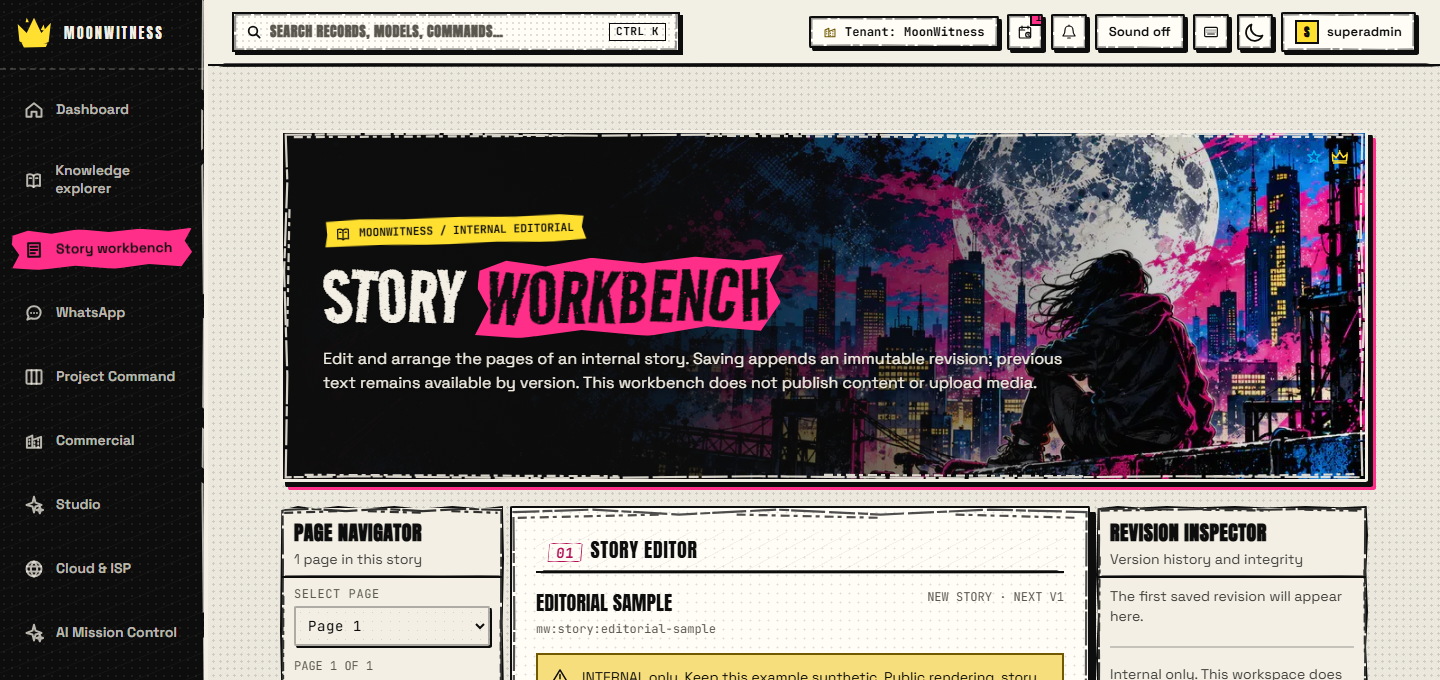 MOONWITNESS
SEARCH RECORDS, MODELS, COMMANDS...
CTRL K
Tenant: MoonWitness
Sound off
$
superadmin
Dashboard
Knowledge
explorer
Story workbench
WhatsApp
Project Command
Commercial
Studio
Cloud & ISP
AI Mission Control
MOONWITNESS / INTERNAL EDITORIAL
STORY WORKBENCH
Edit and arrange the pages of an internal story. Saving appends an immutable revision; previous
text remains available by version. This workbench does not publish content or upload media.
PAGE NAVIGATOR
1 page in this story
SELECT PAGE
Page 1
PAGE 1 OF 1
01 STORY EDITOR
EDITORIAL SAMPLE
NEW STORY · NEXT V1
mw:story:editorial-sample
INTERNAL only. Keep this example synthetic. Public rendering, story
REVISION INSPECTOR
Version history and integrity
The first saved revision will appear
here.
Internal only. This workspace does